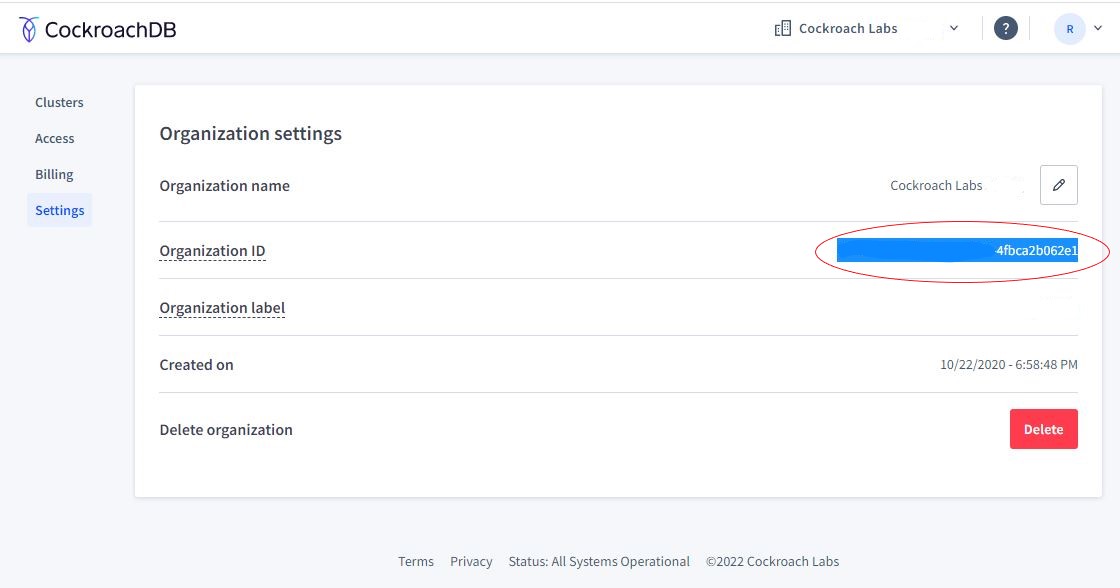 CockroachDB
Cockroach Labs
?
R
Clusters
Access
Billing
Settings
Organization settings
Organization name
Cockroach Labs
Organization ID
4fbca2b062e1
Organization label
Created on
10/22/2020 - 6:58:48 PM
Delete organization
Delete
Terms Privacy Status: All Systems Operational ©2022 Cockroach Labs